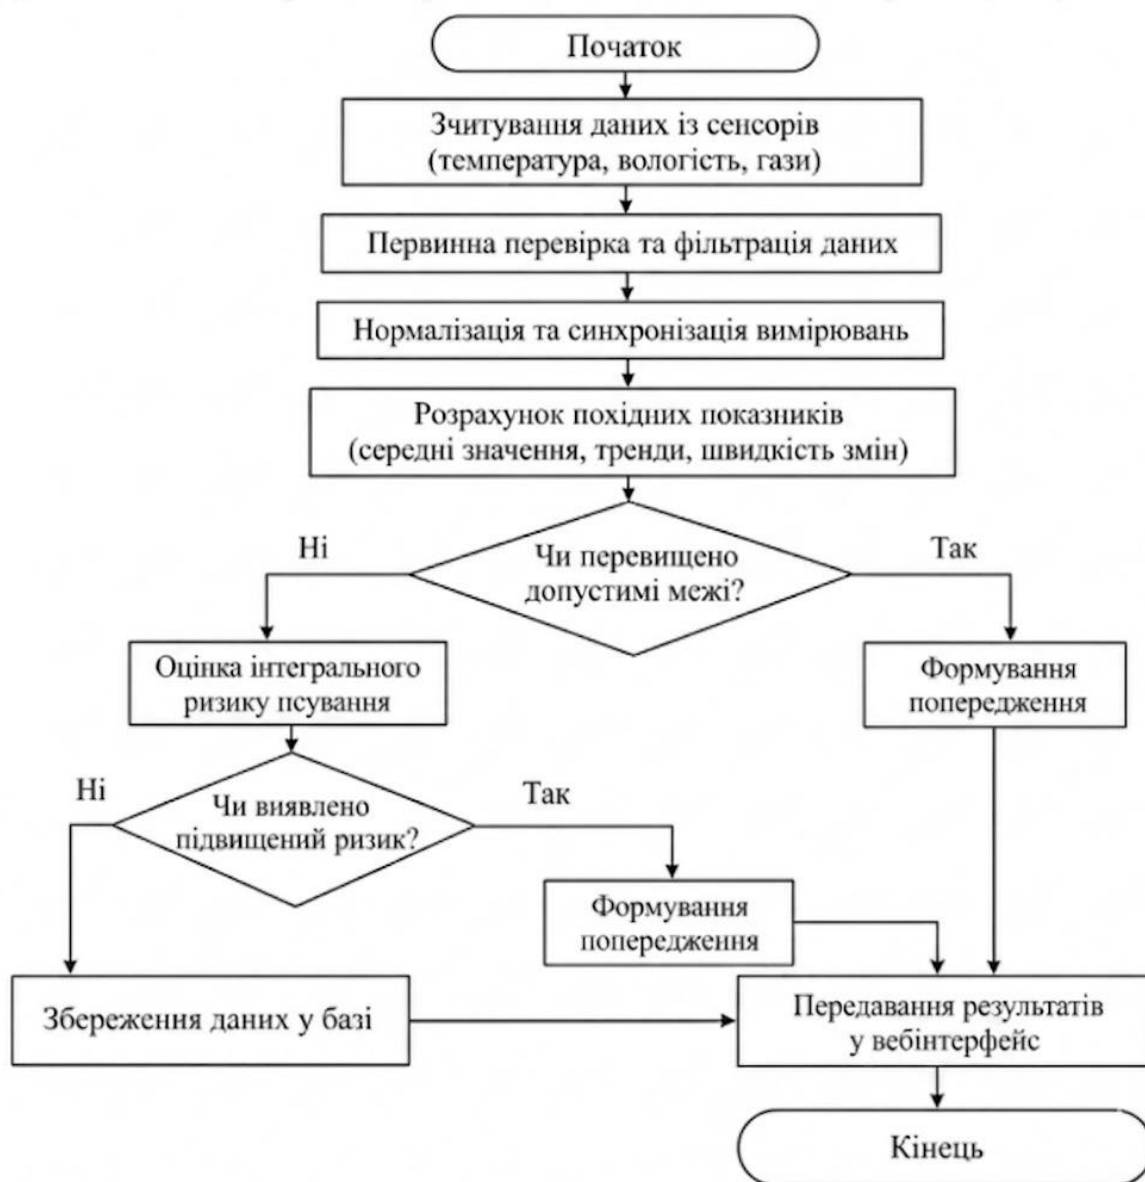 Початок
Зчитування даних із сенсорів
(температура, вологість, гази)
Первинна перевірка та фільтрація даних
Нормалізація та синхронізація вимірювань
Розрахунок похідних показників
(середні значення, тренди, швидкість змін)
Чи перевищено
допустимі межі?
Ні
Так
Оцінка інтегрального
ризику псування
Формування
попередження
Чи виявлено
підвищений ризик?
Ні
Так
Формування
попередження
Збереження даних у базі
Передавання результатів
у вебінтерфейс
Кінець